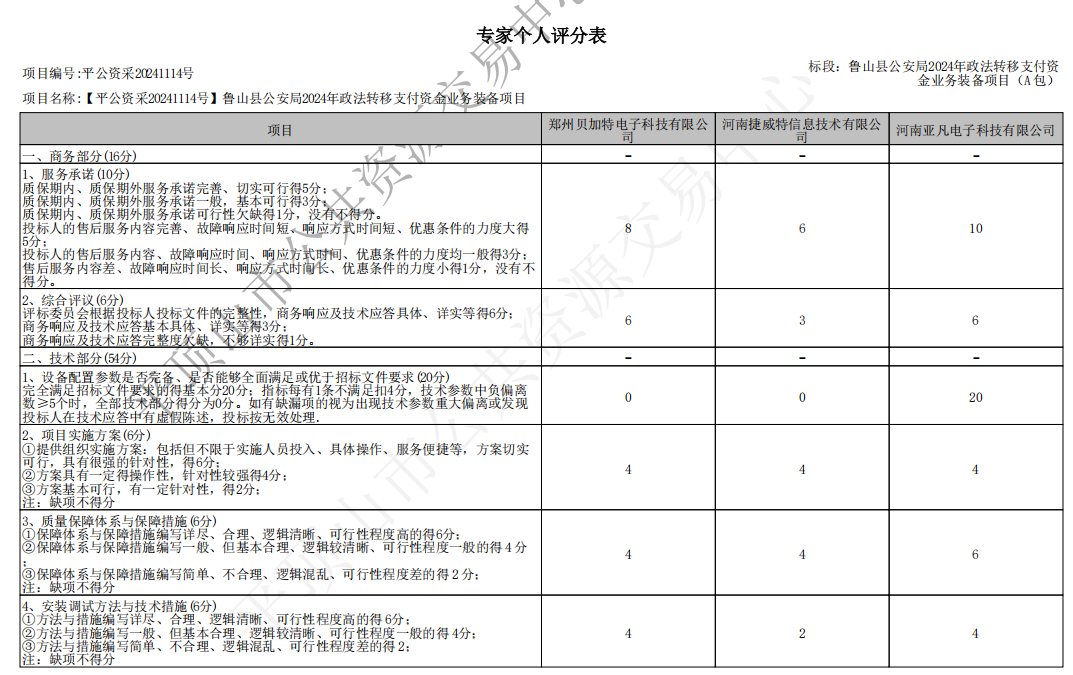 专家个人评分表
项目编号:平公资采20241114号
标段：鲁山县公安局2024年政法转移支付资
金业务装备项目（A包）
项目名称:【平公资采20241114号】鲁山县公安局2024年政法转移支付资金业务装备项目
项目
郑州贝加特电子科技有限公
司
河南捷威特信息技术有限公
司
河南亚凡电子科技有限公司
一、商务部分(16分)
-
-
-
1、服务承诺(10分)
质保期内、质保期外服务承诺完善、切实可行得5分；
质保期内、质保期外服务承诺一般，基本可行得3分；
质保期内、质保期外服务承诺可行性欠缺得1分，没有不得分。
投标人的售后服务内容完善、故障响应时间短、响应方式时间短、优惠条件的力度大得
5分；
投标人的售后服务内容、故障响应时间、响应方式时间、优惠条件的力度均一般得3分；
售后服务内容差、故障响应时间长、响应方式时间长、优惠条件的力度小得1分，没有不
得分。
8
6
10
2、综合评议(6分)
评标委员会根据投标人投标文件的完整性，商务响应及技术应答具体、详实等得6分；
商务响应及技术应答基本具体、详实等得3分；
商务响应及技术应答完整度欠缺，不够详实得1分。
6
3
6
二、技术部分(54分)
-
-
-
1、设备配置参数是否完备、是否能够全面满足或优于招标文件要求(20分)
完全满足招标文件要求的得基本分20分；指标每有1条不满足扣4分，技术参数中负偏离
数≥5个时，全部技术部分得分为0分。如有缺漏项的视为出现技术参数重大偏离或发现
投标人在技术应答中有虚假陈述，投标按无效处理.
0
0
20
2、项目实施方案(6分)
①提供组织实施方案：包括但不限于实施人员投入、具体操作、服务便捷等，方案切实
可行，具有很强的针对性，得6分；
②方案具有一定得操作性，针对性较强得4分；
③方案基本可行，有一定针对性，得2分；
注：缺项不得分
4
4
4
3、质量保障体系与保障措施(6分)
①保障体系与保障措施编写详尽、合理、逻辑清晰、可行性程度高的得6分；
②保障体系与保障措施编写一般、但基本合理、逻辑较清晰、可行性程度一般的得 4 分
；
③保障体系与保障措施编写简单、不合理、逻辑混乱、可行性程度差的得 2 分；
注：缺项不得分
4
4
6
4、安装调试方法与技术措施(6分)
①方法与措施编写详尽、合理、逻辑清晰、可行性程度高的得 6分；
②方法与措施编写一般、但基本合理、逻辑较清晰、可行性程度一般的得 4分；
③方法与措施编写简单、不合理、逻辑混乱、可行性程度差的得 2；
注：缺项不得分
4
2
4
平顶山市公共资源交易中心
平顶山市公共资源交易中心